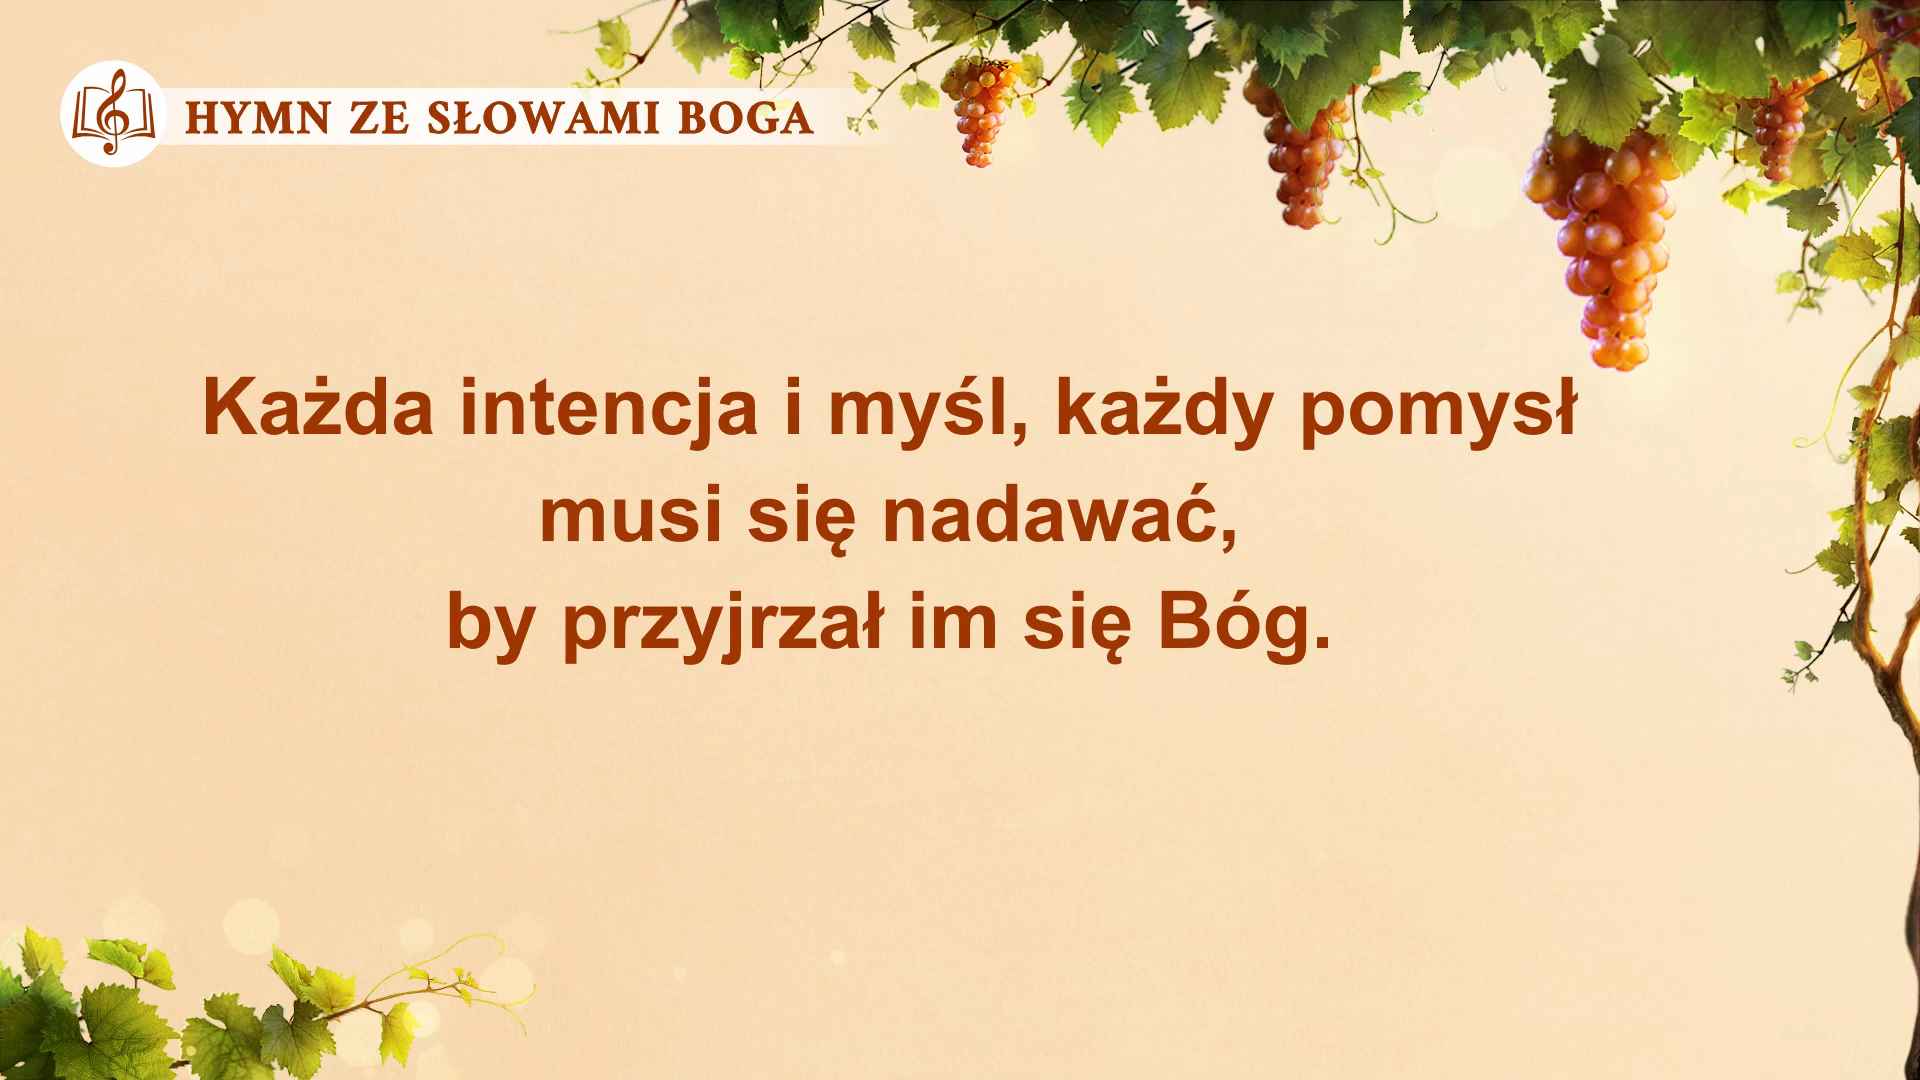 HYMN ZE SŁOWAMI BOGA
Każda intencja i myśl, każdy pomysł
musi się nadawać,
by przyjrzał im się Bóg.